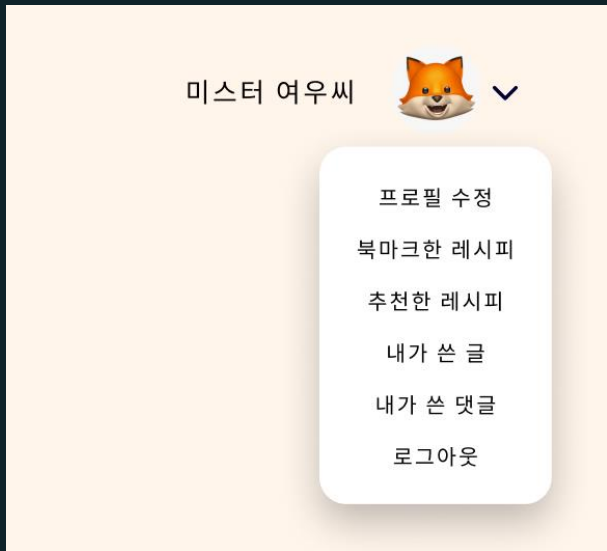 미스터 여우씨
프로필 수정
북마크한 레시피
추천한 레시피
내가 쓴 글
내가 쓴 댓글
로그아웃